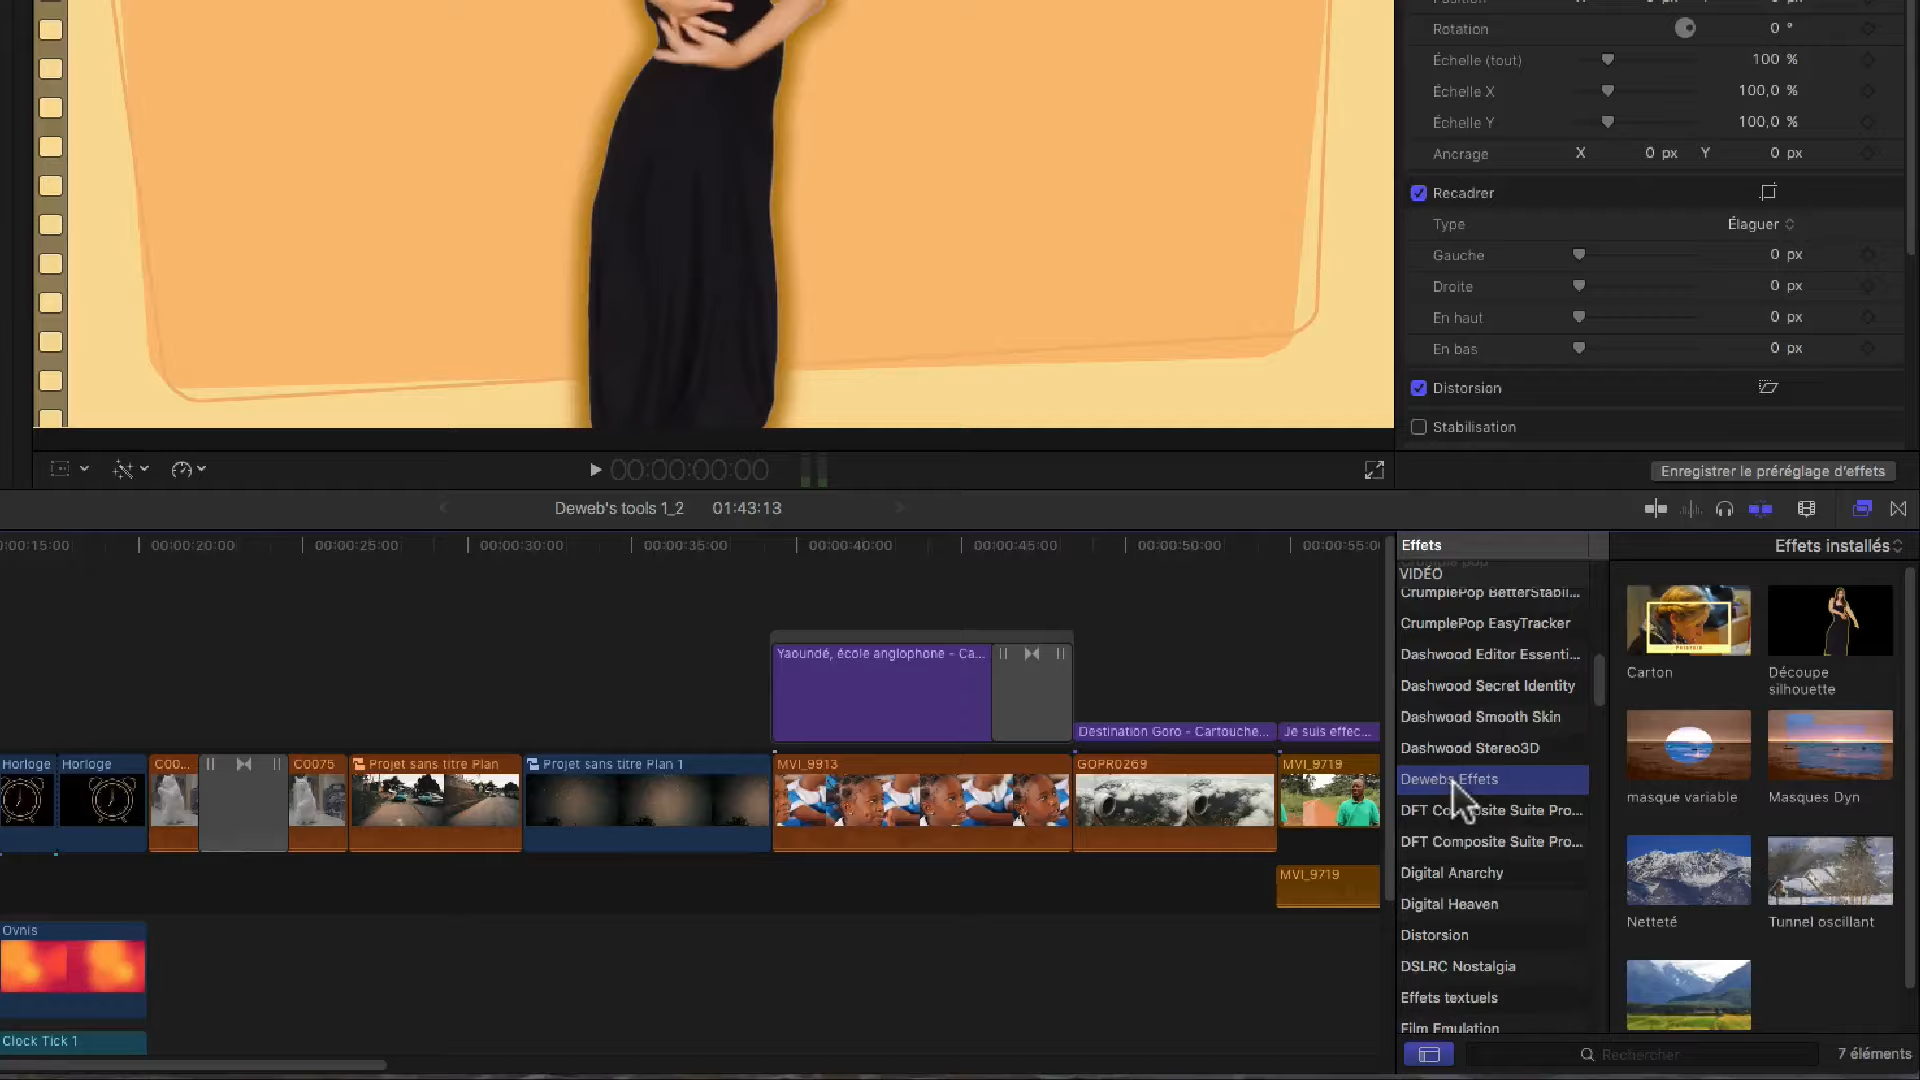 Rotation 0 °
Échelle (tout) 100 %
Échelle X 100,0 %
Échelle Y 100,0 %
Ancrage X 0 px Y 0 px
Recadrer
Type Élaguer
Gauche 0 px
Droite 0 px
En haut 0 px
En bas 0 px
Distorsion
Stabilisation
00:00:00:00
Enregistrer le préréglage d'effets
Deweb's tools 1_2 01:43:13
00:00:15:00 00:00:20:00 00:00:25:00 00:00:30:00 00:00:35:00 00:00:40:00 00:00:45:00 00:00:50:00 00:00:55:00
Effets
Effets installés
VIDÉO
CrumplePop BetterStabili...
CrumplePop EasyTracker
Dashwood Editor Essenti...
Dashwood Secret Identity
Dashwood Smooth Skin
Dashwood Stereo3D
Dewebs Effets
DFT Composite Suite Pro...
DFT Composite Suite Pro...
Digital Anarchy
Digital Heaven
Distorsion
DSLRC Nostalgia
Effets textuels
Film Emulation
Carton
Découpe silhouette
masque variable
Masques Dyn
Netteté
Tunnel oscillant
Rechercher
7 éléments
Yaoundé, école anglophone - Ca...
Destination Goro - Cartouche...
Je suis effec...
Horloge
Horloge
C00...
C0075
Projet sans titre Plan
Projet sans titre Plan 1
MVI_9913
GOPR0269
MVI_9719
MVI_9719
Ovnis
Clock Tick 1